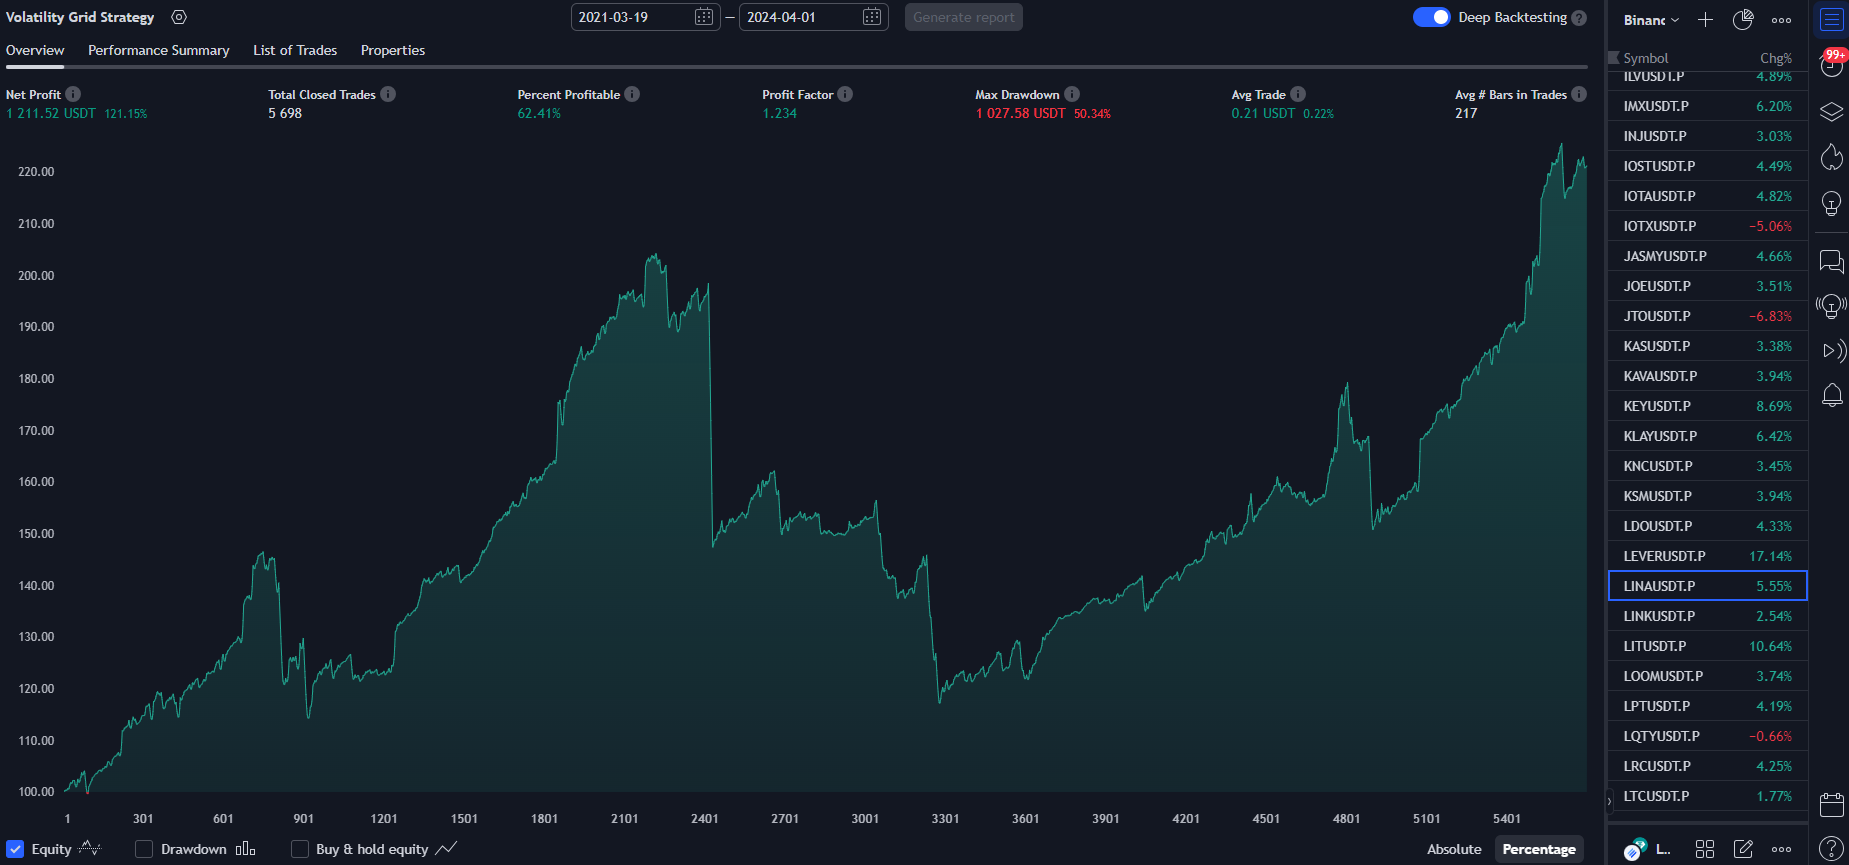 Volatility Grid Strategy
2021-03-19 — 2024-04-01 Generate report
Deep Backtesting ?
Overview Performance Summary List of Trades Properties
Net Profit
1 211.52 USDT 121.15%
Total Closed Trades
5 698
Percent Profitable
62.41%
Profit Factor
1.234
Max Drawdown
1 027.58 USDT 50.34%
Avg Trade
0.21 USDT 0.22%
Avg # Bars in Trades
217
220.00
210.00
200.00
190.00
180.00
170.00
160.00
150.00
140.00
130.00
120.00
110.00
100.00
1 301 601 901 1201 1501 1801 2101 2401 2701 3001 3301 3601 3901 4201 4501 4801 5101 5401
Equity Drawdown Buy & hold equity
Absolute Percentage
Binanc
99+
Symbol Chg%
ILVUSDT.P 4.89%
IMXUSDT.P 6.20%
INJUSDT.P 3.03%
IOSTUSDT.P 4.49%
IOTAUSDT.P 4.82%
IOTXUSDT.P −5.06%
JASMYUSDT.P 4.66%
JOEUSDT.P 3.51%
JTOUSDT.P −6.83%
KASUSDT.P 3.38%
KAVAUSDT.P 3.94%
KEYUSDT.P 8.69%
KLAYUSDT.P 6.42%
KNCUSDT.P 3.45%
KSMUSDT.P 3.94%
LDOUSDT.P 4.33%
LEVERUSDT.P 17.14%
LINAUSDT.P 5.55%
LINKUSDT.P 2.54%
LITUSDT.P 10.64%
LOOMUSDT.P 3.74%
LPTUSDT.P 4.19%
LQTYUSDT.P −0.66%
LRCUSDT.P 4.25%
LTCUSDT.P 1.77%
L...